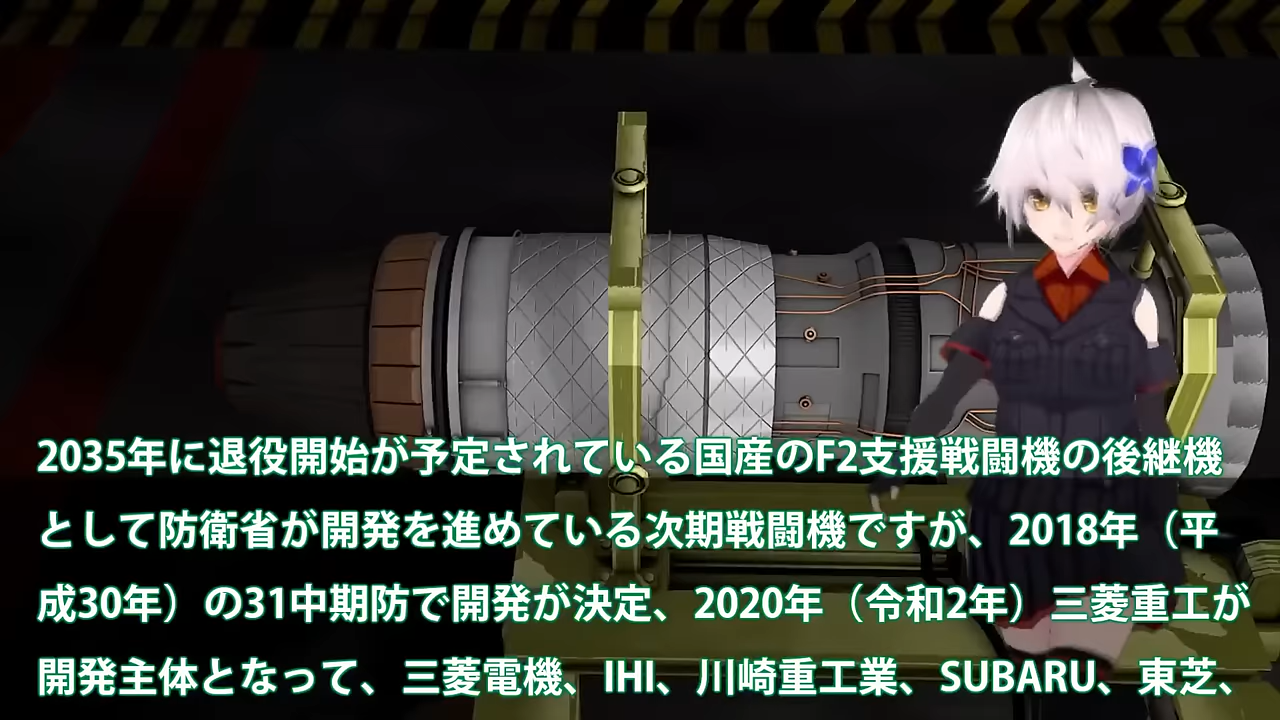 2035年に退役開始が予定されている国産のF2支援戦闘機の後継機
として防衛省が開発を進めている次期戦闘機ですが、2018年（平
成30年）の31中期防で開発が決定、2020年（令和2年）三菱重工が
開発主体となって、三菱電機、IHI、川崎重工業、SUBARU、東芝、